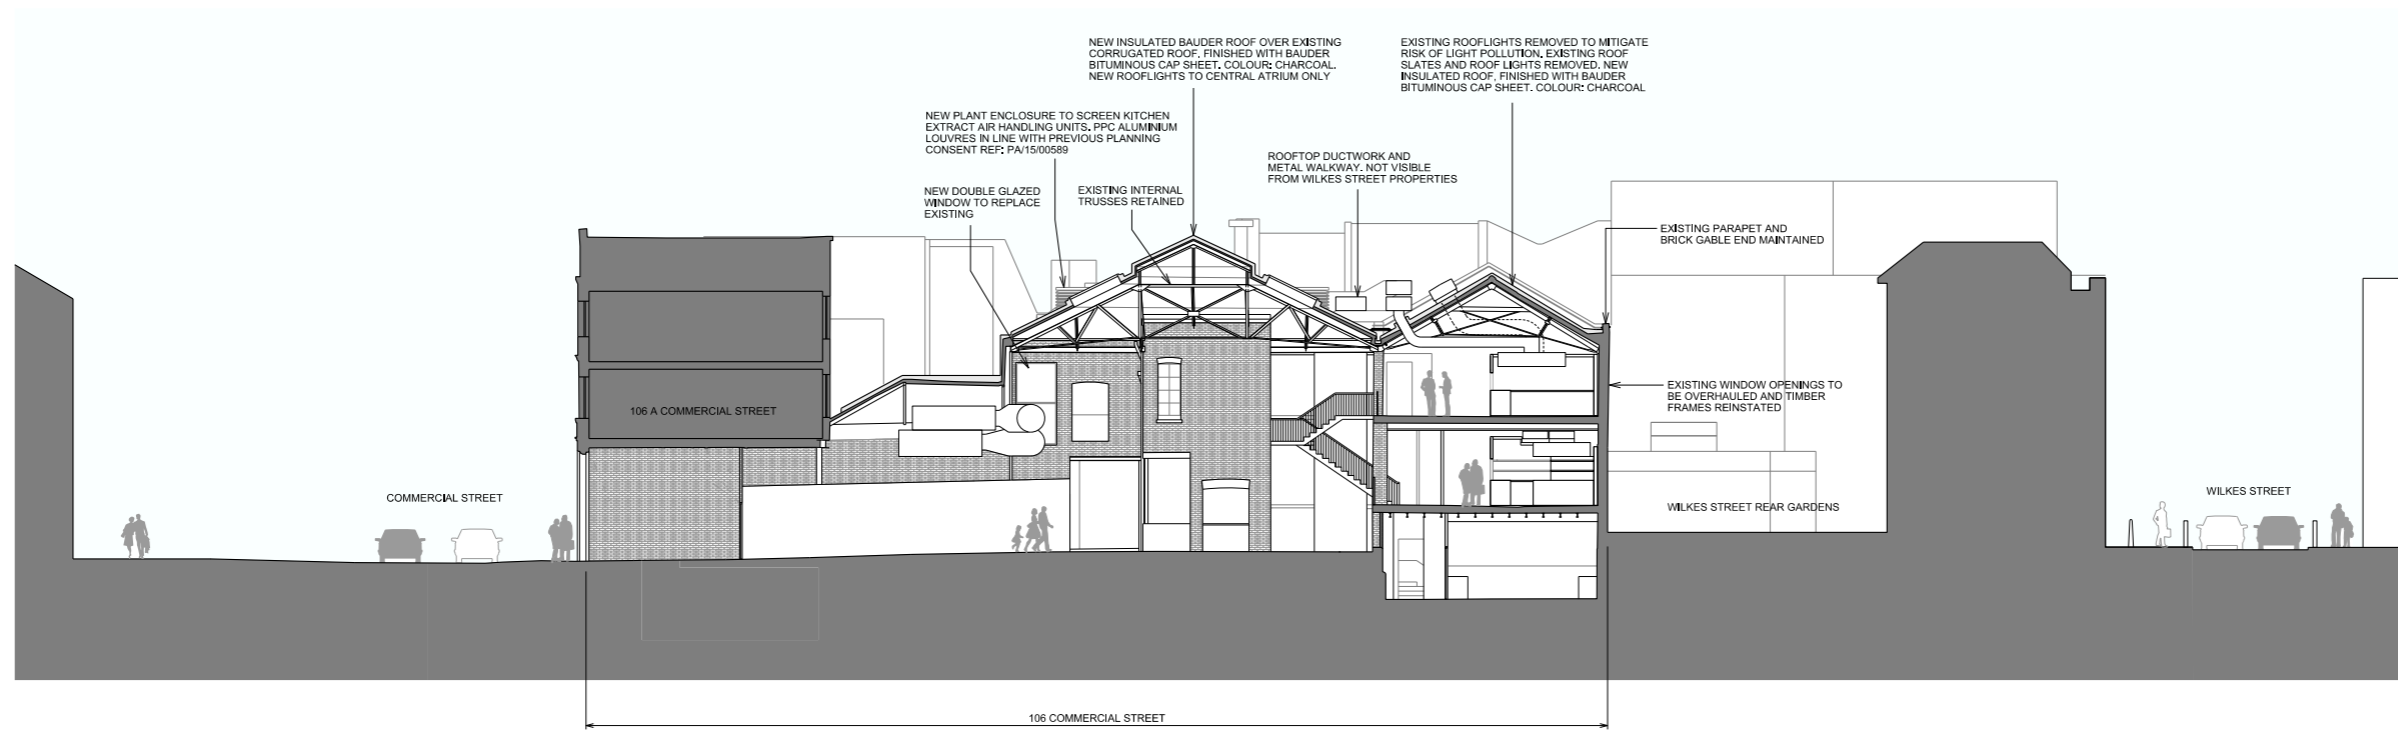 NEW INSULATED BAUDER ROOF OVER EXISTING
CORRUGATED ROOF, FINISHED WITH BAUDER
BITUMINOUS CAP SHEET. COLOUR: CHARCOAL.
NEW ROOFLIGHTS TO CENTRAL ATRIUM ONLY
EXISTING ROOFLIGHTS REMOVED TO MITIGATE
RISK OF LIGHT POLLUTION. EXISTING ROOF
SLATES AND ROOF LIGHTS REMOVED. NEW
INSULATED ROOF, FINISHED WITH BAUDER
BITUMINOUS CAP SHEET. COLOUR: CHARCOAL
NEW PLANT ENCLOSURE TO SCREEN KITCHEN
EXTRACT AIR HANDLING UNITS. PPC ALUMINIUM
LOUVRES IN LINE WITH PREVIOUS PLANNING
CONSENT REF: PA/15/00589
ROOFTOP DUCTWORK AND
METAL WALKWAY. NOT VISIBLE
FROM WILKES STREET PROPERTIES
NEW DOUBLE GLAZED
WINDOW TO REPLACE
EXISTING
EXISTING INTERNAL
TRUSSES RETAINED
EXISTING PARAPET AND
BRICK GABLE END MAINTAINED
EXISTING WINDOW OPENINGS TO
BE OVERHAULED AND TIMBER
FRAMES REINSTATED
106 A COMMERCIAL STREET
COMMERCIAL STREET
WILKES STREET REAR GARDENS
WILKES STREET
106 COMMERCIAL STREET